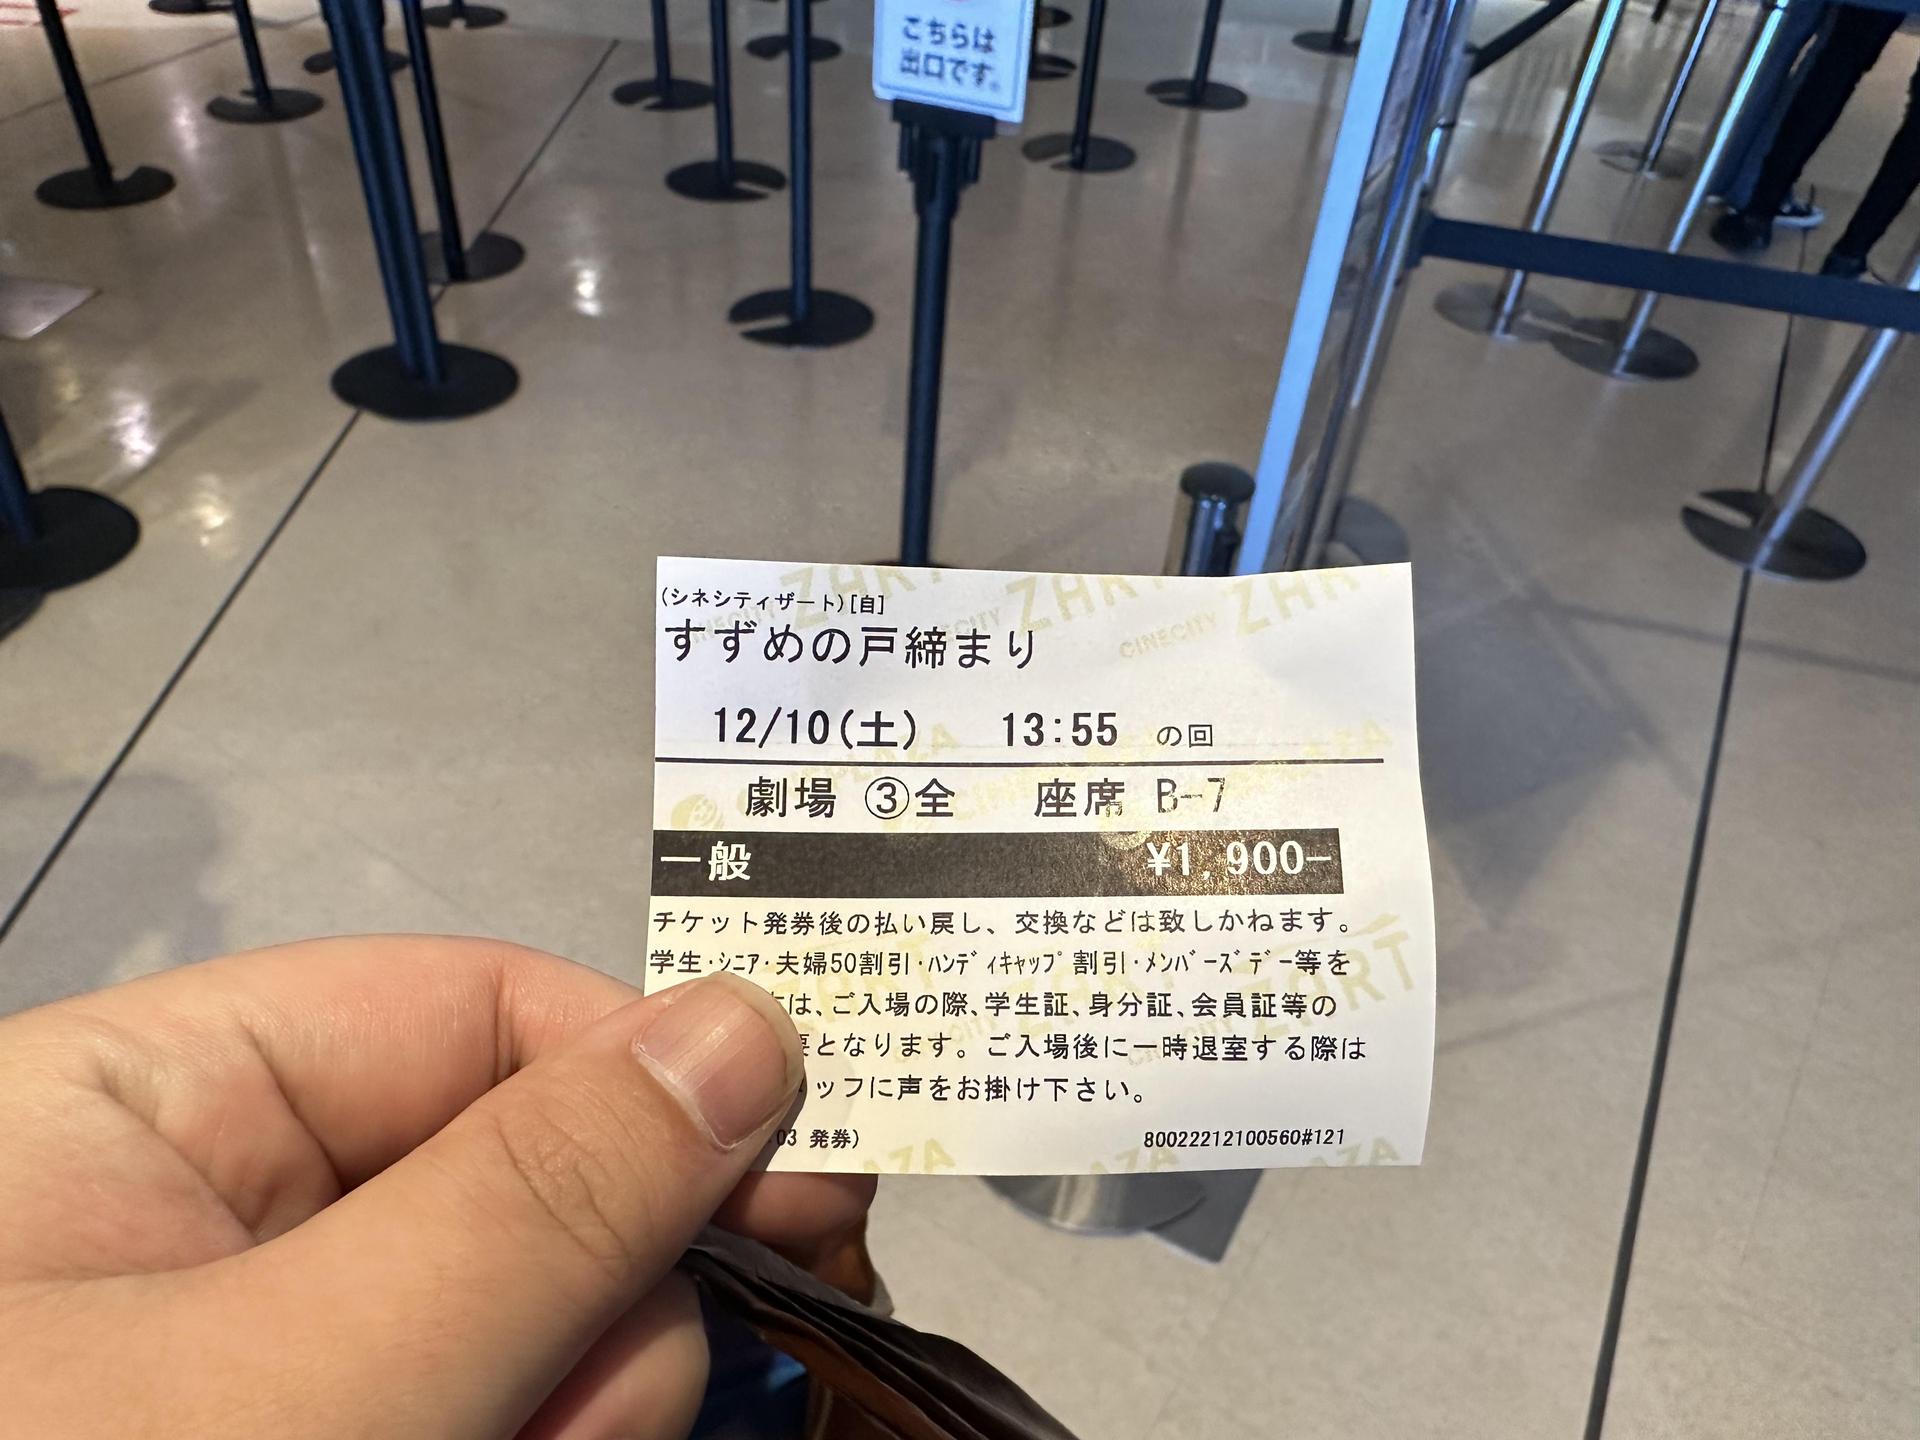 こちらは
出口です。
(シネシティザート)[自]
すずめの戸締まり
12/10(土) 13:55 の回
劇場 ③全 座席 B-7
一般 ¥1,900-
チケット発券後の払い戻し、交換などは致しかねます。
学生・シニア・夫婦50割引・ハンディキャップ割引・メンバーズデー等を
は、ご入場の際、学生証、身分証、会員証等の
となります。ご入場後に一時退室する際は
ッフに声をお掛け下さい。
03 発券) 80022212100560#121
CINECITY ZHART